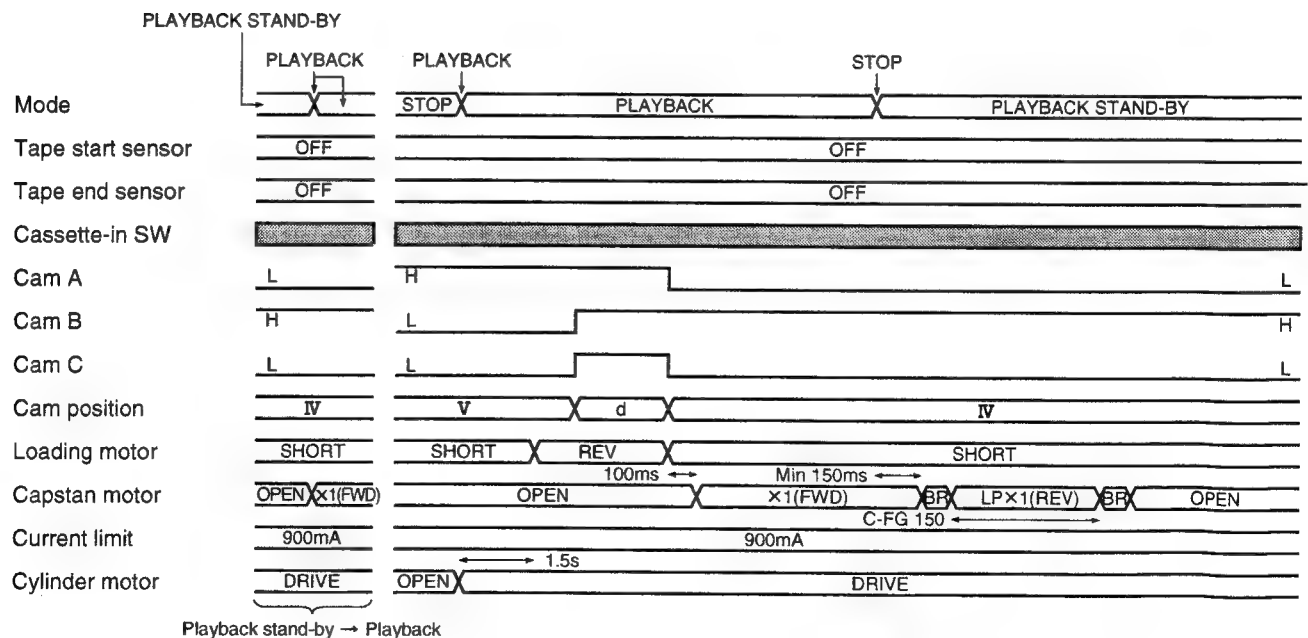 PLAYBACK STAND-BY
PLAYBACK PLAYBACK STOP
Mode STOP PLAYBACK PLAYBACK STAND-BY
Tape start sensor OFF OFF
Tape end sensor OFF OFF
Cassette-in SW
Cam A L H L
Cam B H L H
Cam C L L L
Cam position IV V d IV
Loading motor SHORT SHORT REV SHORT
100ms Min 150ms
Capstan motor OPEN ×1(FWD) OPEN ×1(FWD) BR LP×1(REV) BR OPEN
C-FG 150
Current limit 900mA 900mA
1.5s
Cylinder motor DRIVE OPEN DRIVE
Playback stand-by → Playback